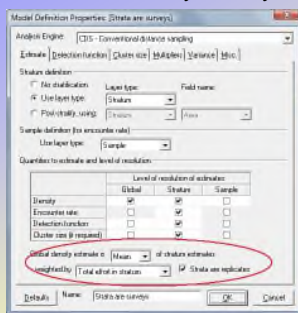 Model Definition Properties: [Strata are surveys]
Analysis Engine: CDS - Conventional distance sampling
Estimate Detection function Cluster size Multipliers Variance Misc.
Stratum definition
No stratification Layer type: Field name:
Use layer type: Stratum
Post-stratify, using: Stratum Area
Sample definition (for encounter rate)
Use layer type: Sample
Quantities to estimate and level of resolution
Level of resolution of estimates
Global Stratum Sample
Density
Encounter rate
Detection function
Cluster size (if required)
Global density estimate is Mean of stratum estimates
weighted by Total effort in stratum Strata are replicates
Defaults Name: Strata are surveys OK Cancel